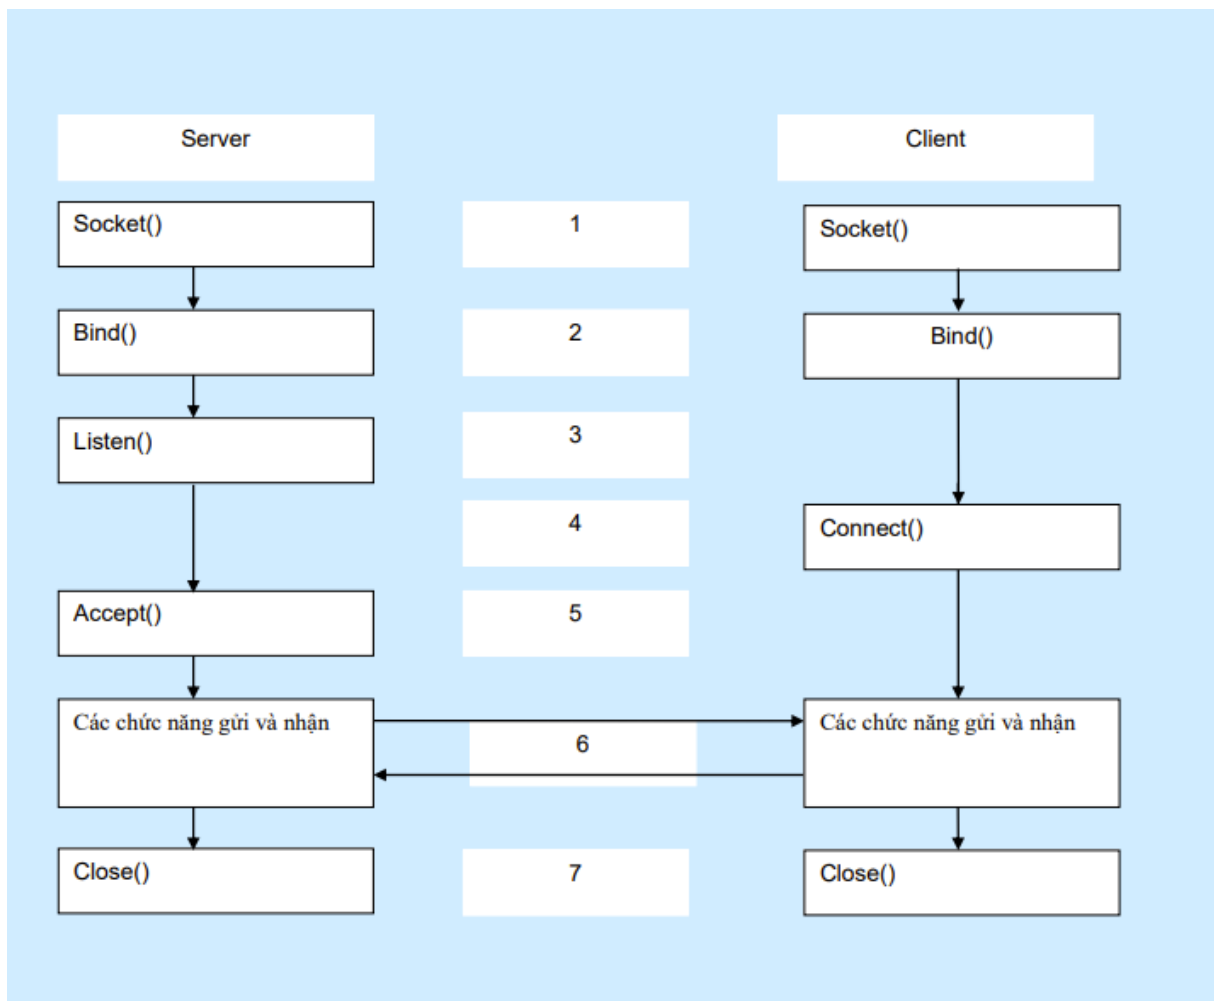 Server
Client
Socket()
1
Socket()
Bind()
2
Bind()
Listen()
3
4
Connect()
Accept()
5
Các chức năng gửi và nhận
6
Các chức năng gửi và nhận
Close()
7
Close()